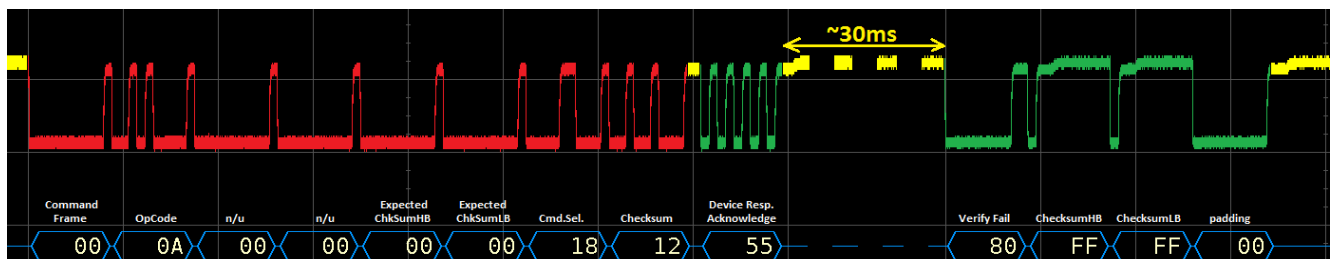 ~30ms
Command Frame
OpCode
n/u
n/u
Expected ChkSumHB
Expected ChkSumLB
Cmd.Sel.
Checksum
Device Resp. Acknowledge
Verify Fail
ChecksumHB
ChecksumLB
padding
00 0A 00 00 00 00 18 12 55 80 FF FF 00